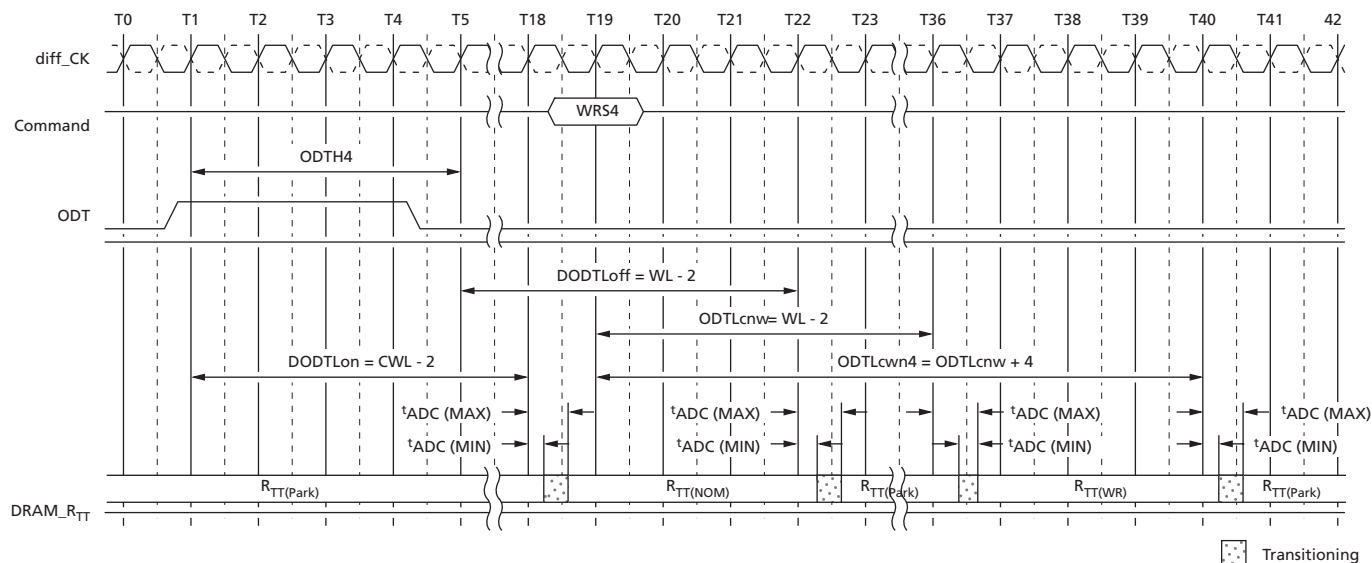 T0 T1 T2 T3 T4 T5 T18 T19 T20 T21 T22 T23 T36 T37 T38 T39 T40 T41 42
diff_CK
WRS4
Command
ODTH4
ODT
DODTLoff = WL - 2
ODTLcnw= WL - 2
DODTLon = CWL - 2
ODTLcwn4 = ODTLcnw + 4
tADC (MAX) tADC (MAX) tADC (MAX) tADC (MAX)
tADC (MIN) tADC (MIN) tADC (MIN) tADC (MIN)
RTT(Park) RTT(NOM) RTT(Park) RTT(WR) RTT(Park)
DRAM_RTT
Transitioning